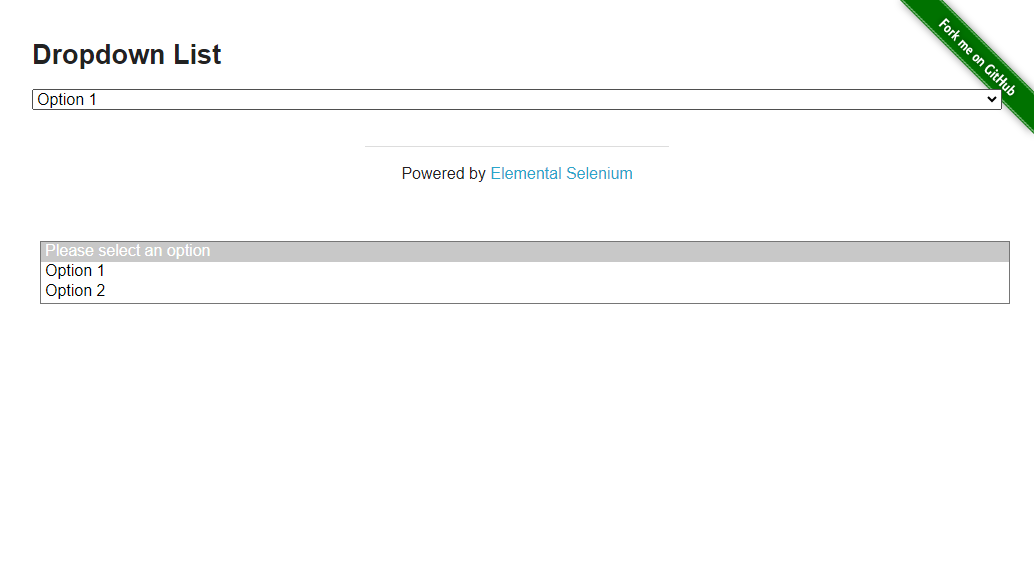 Fork me on GitHub
Dropdown List
Option 1
Powered by Elemental Selenium
Please select an option
Option 1
Option 2